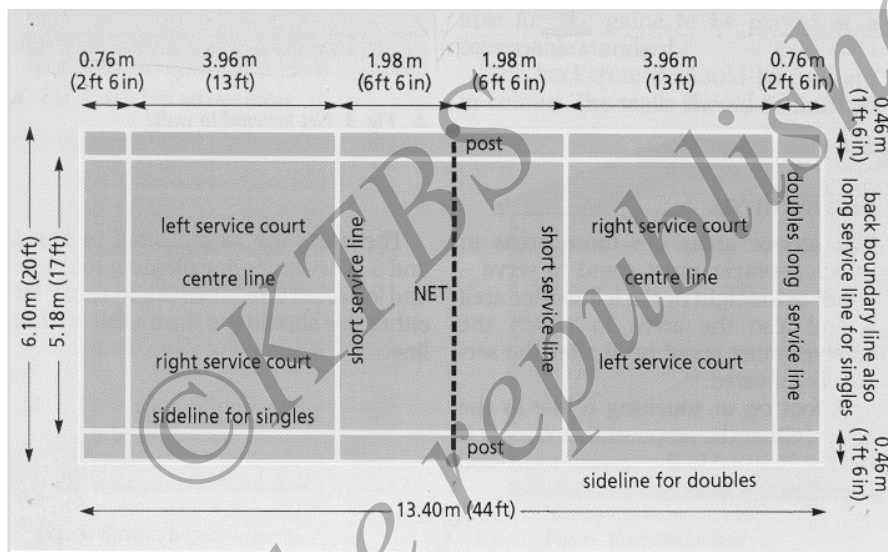 0.76 m
(2 ft 6 in)
3.96 m
(13 ft)
1.98 m
(6 ft 6 in)
1.98 m
(6 ft 6 in)
3.96 m
(13 ft)
0.76 m
(2 ft 6 in)
0.46 m
(1 ft 6 in)
post
left service court
right service court
centre line
centre line
short service line
NET
short service line
doubles long service line
back boundary line also
long service line for singles
6.10 m (20 ft)
5.18 m (17 ft)
right service court
left service court
sideline for singles
post
0.46 m
(1 ft 6 in)
sideline for doubles
13.40 m (44 ft)
©KTBS
be republishe